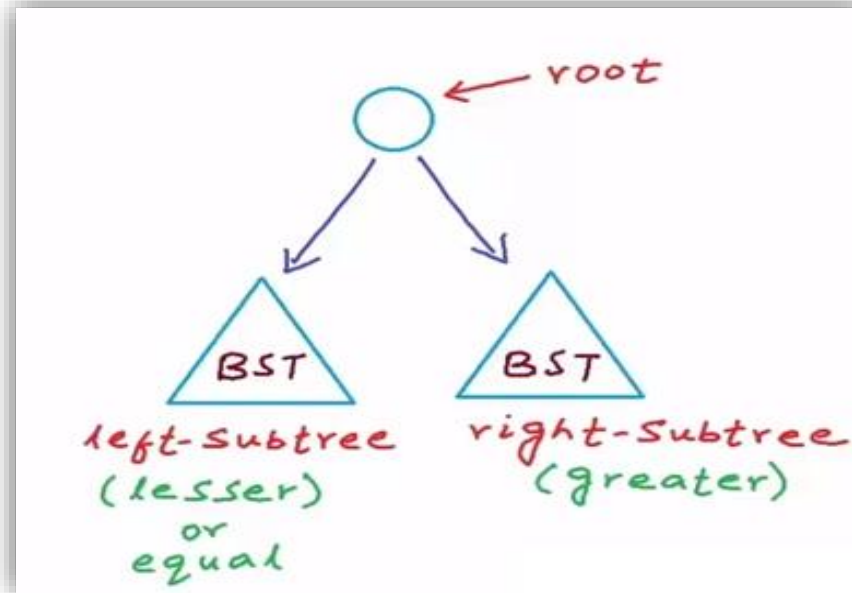 root
BST
BST
left-Subtree
right-Subtree
(lesser)
(greater)
or
equal